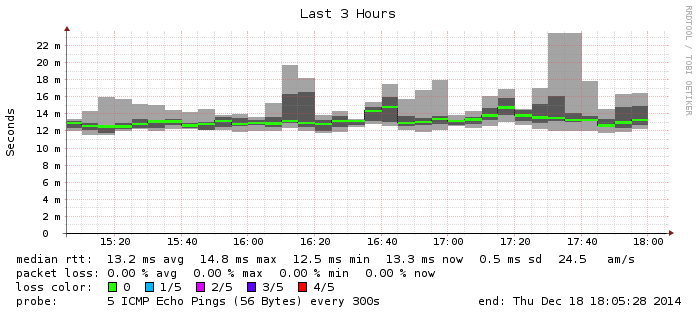 Last 3 Hours
RRDTOOL / TOBI OETIKER
Seconds
22 m
20 m
18 m
16 m
14 m
12 m
10 m
8 m
6 m
4 m
2 m
0
15:20 15:40 16:00 16:20 16:40 17:00 17:20 17:40 18:00
median rtt: 13.2 ms avg 14.8 ms max 12.5 ms min 13.3 ms now 0.5 ms sd 24.5 am/s
packet loss: 0.00 % avg 0.00 % max 0.00 % min 0.00 % now
loss color: 0 1/5 2/5 3/5 4/5
probe: 5 ICMP Echo Pings (56 Bytes) every 300s end: Thu Dec 18 18:05:28 2014